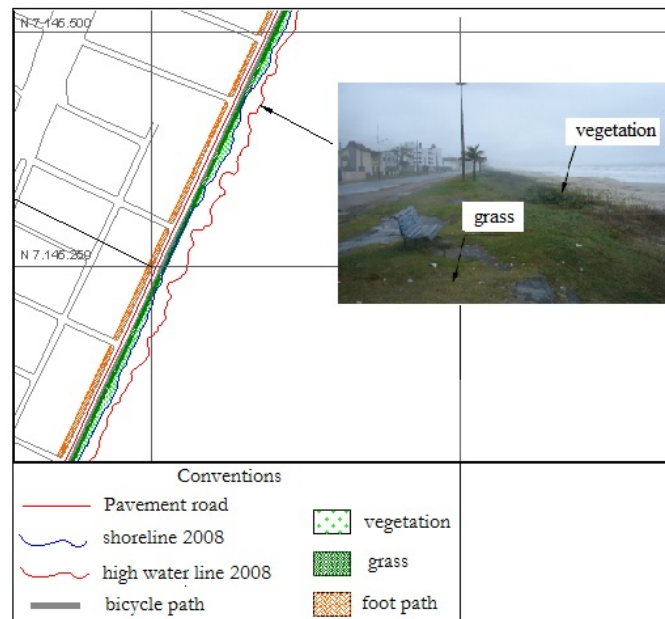 N 7.145.500
vegetation
grass
N 7.145.250
Conventions
Pavement road
shoreline 2008
high water line 2008
bicycle path
vegetation
grass
foot path